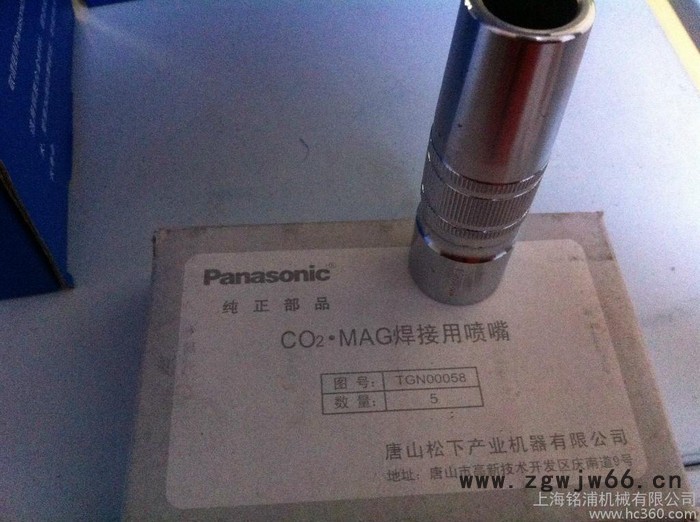 Panasonic®
纯正部品
CO₂·MAG焊接用喷嘴
图号: TGN00058
数量: 5
唐山松下产业机器有限公司
地址: 唐山市高新技术开发区庆南道9号
www.zgwjw66.cn
上海铭浦机械有限公司
www.hc360.com